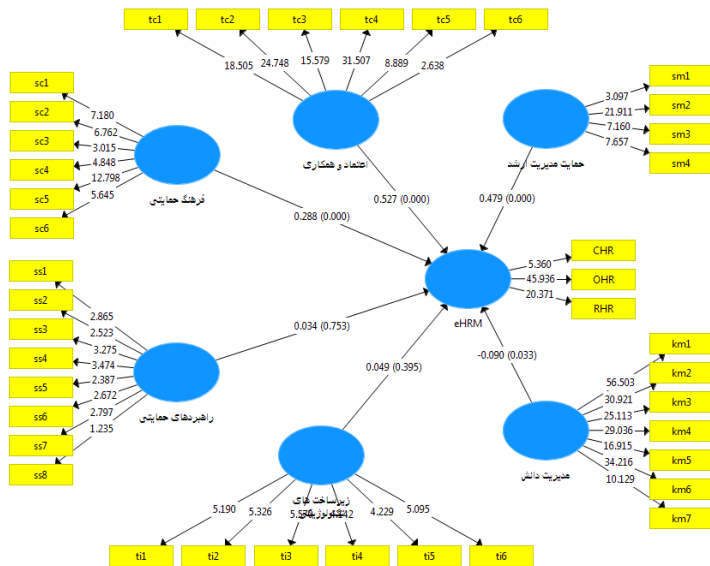 tc1
tc2
tc3
tc4
tc5
tc6
18.505
24.748
15.579
31.507
8.889
2.638
اعتماد و همکاری
sc1
sc2
sc3
sc4
sc5
sc6
7.180
6.762
3.015
4.848
12.798
5.645
فرهنگ حمایتی
sm1
sm2
sm3
sm4
3.097
21.911
7.160
7.657
حمایت مدیریت ارشد
0.288 (0.000)
0.527 (0.000)
0.479 (0.000)
CHR
OHR
RHR
5.360
45.936
20.371
eHRM
ss1
ss2
ss3
ss4
ss5
ss6
ss7
ss8
2.865
2.523
3.275
3.474
2.387
2.672
2.797
1.235
راهبردهای حمایتی
0.034 (0.753)
0.049 (0.395)
-0.090 (0.033)
km1
km2
km3
km4
km5
km6
km7
56.503
30.921
25.113
29.036
16.915
34.216
10.129
مدیریت دانش
زیرساخت های
5.190
5.326
4.229
5.095
ti1
ti2
ti3
ti4
ti5
ti6